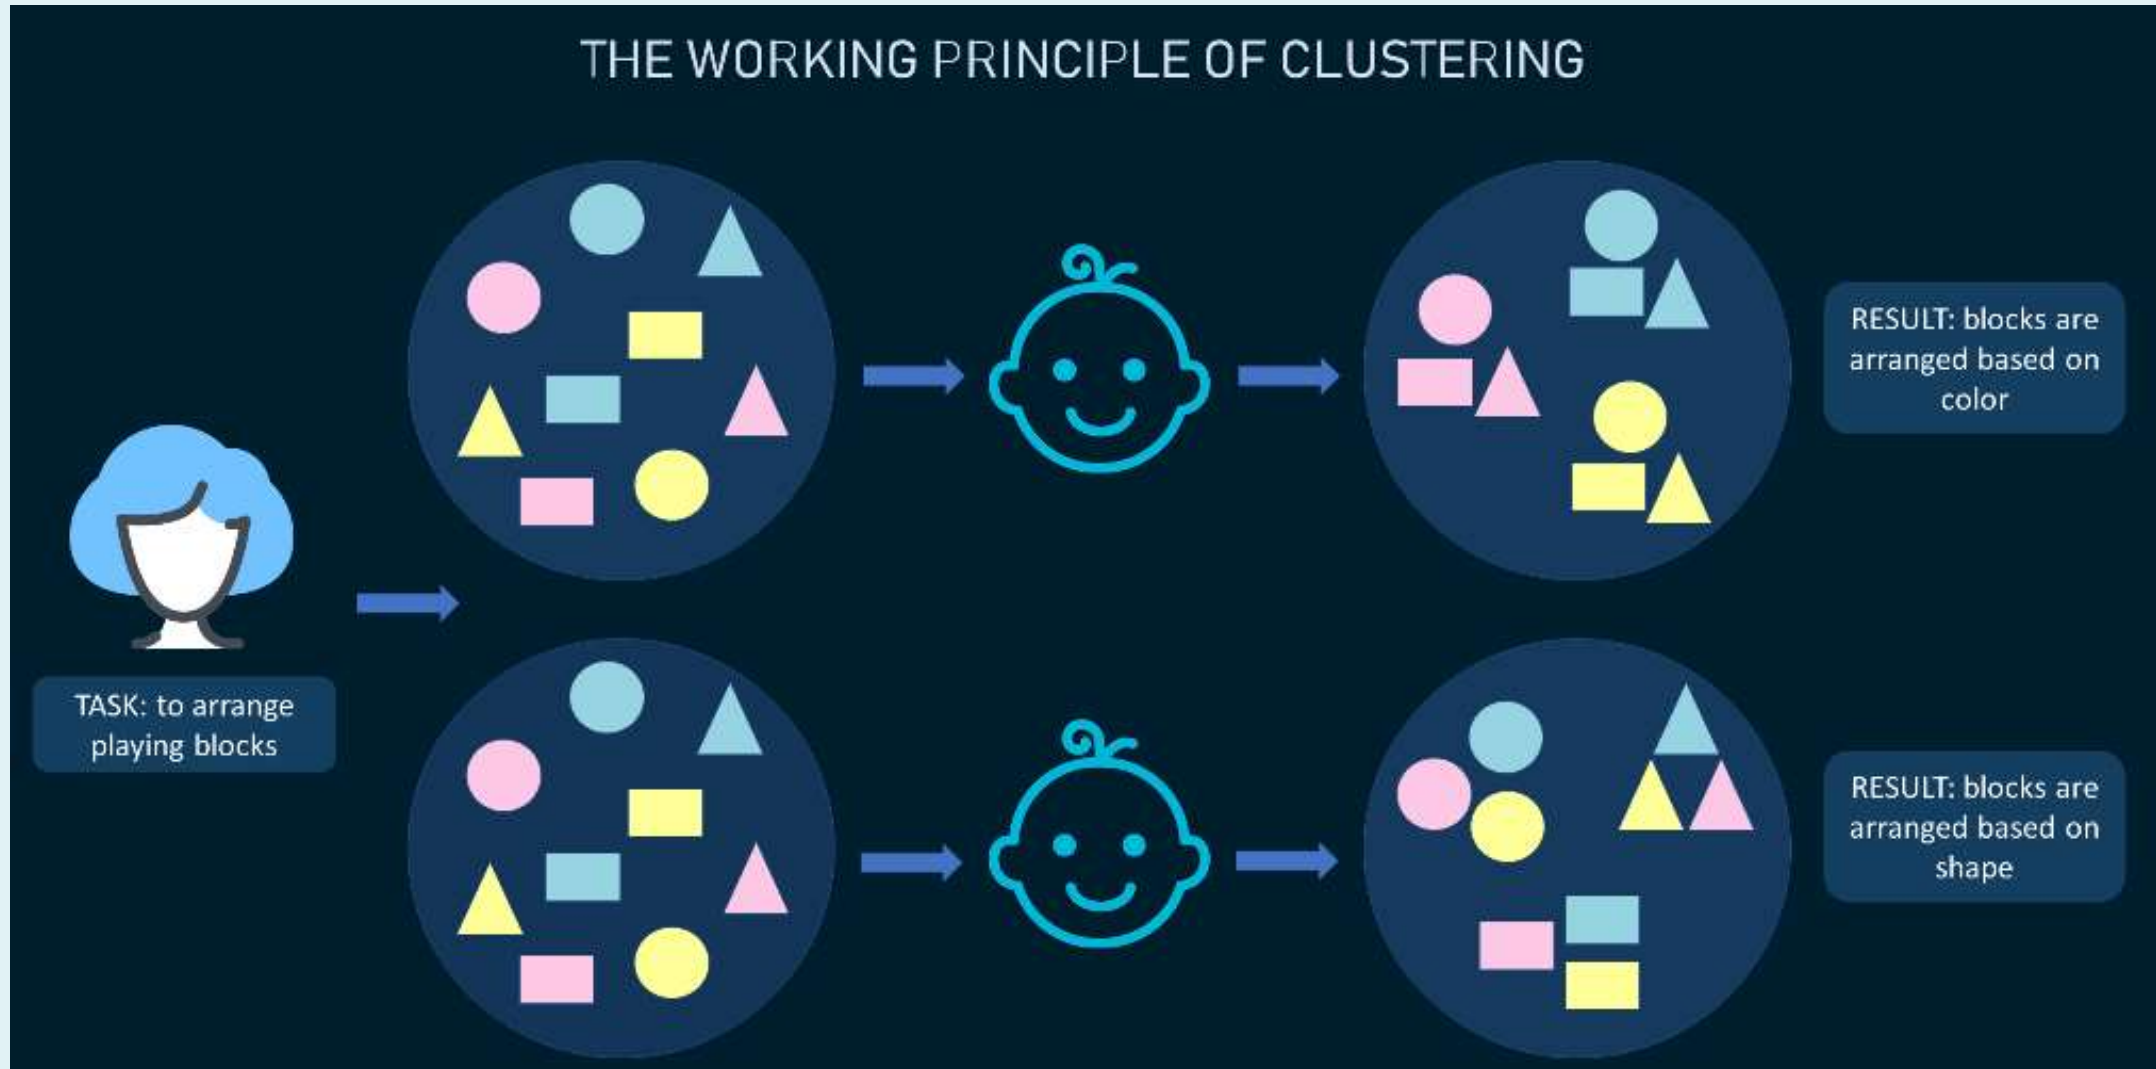 THE WORKING PRINCIPLE OF CLUSTERING
TASK: to arrange
playing blocks
RESULT: blocks are
arranged based on
color
RESULT: blocks are
arranged based on
shape